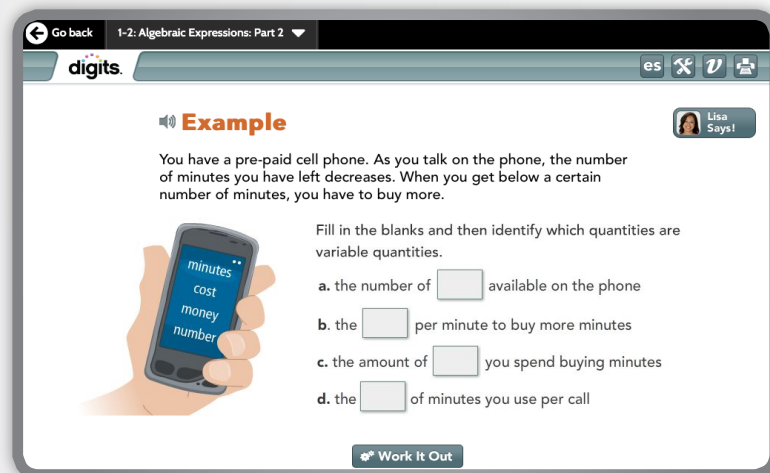 Go back 1-2: Algebraic Expressions: Part 2
digits. es V
Example Lisa Says!
You have a pre-paid cell phone. As you talk on the phone, the number
of minutes you have left decreases. When you get below a certain
number of minutes, you have to buy more.
Fill in the blanks and then identify which quantities are
variable quantities.
minutes
cost
money
number
a. the number of available on the phone
b. the per minute to buy more minutes
c. the amount of you spend buying minutes
d. the of minutes you use per call
Work It Out